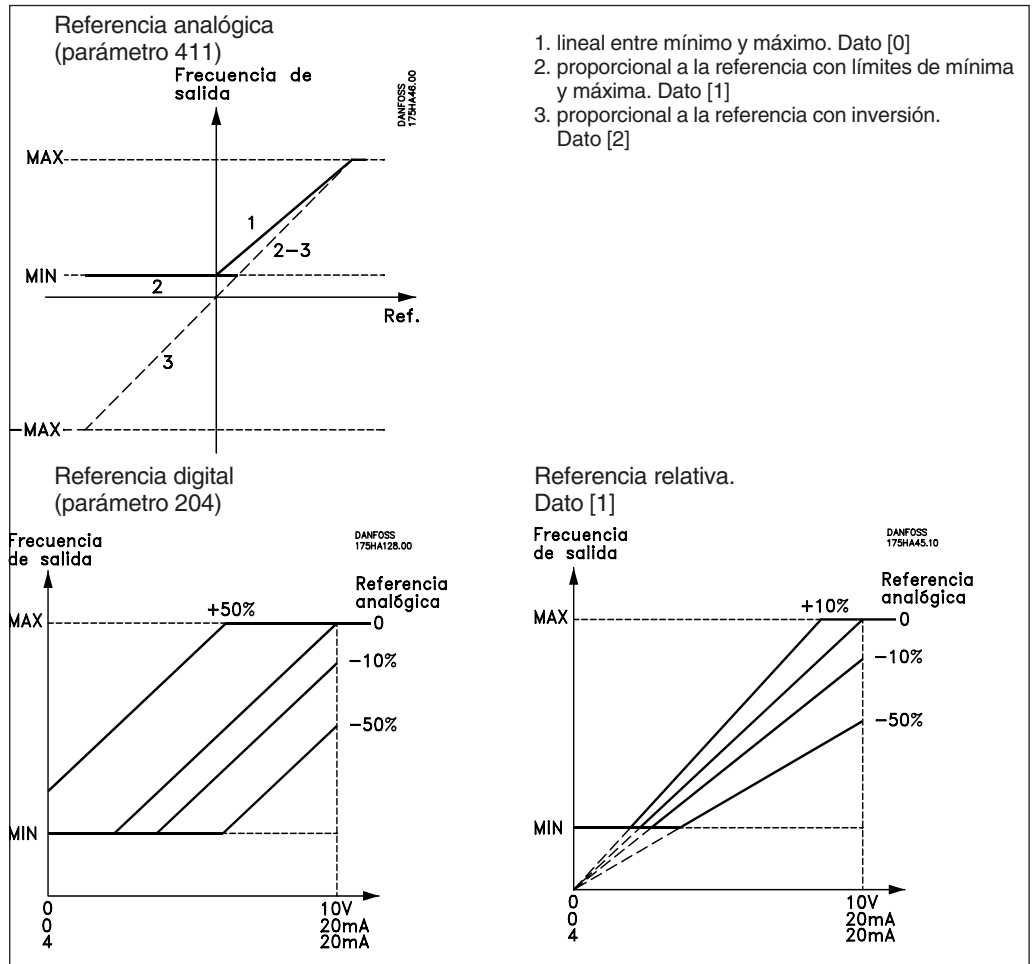 Referencia analógica
(parámetro 411)
Frecuencia de
salida
DANFOSS
175HA46.00
MAX
1
2-3
MIN
2
Ref.
3
-MAX
1. lineal entre mínimo y máximo. Dato [0]
2. proporcional a la referencia con límites de mínima
y máxima. Dato [1]
3. proporcional a la referencia con inversión.
Dato [2]
Referencia digital
(parámetro 204)
Frecuencia
de salida
DANFOSS
175HA128.00
Referencia
analógica
MAX
+50%
0
-10%
-50%
MIN
0
0
4
10V
20mA
20mA
Referencia relativa.
Dato [1]
Frecuencia
de salida
DANFOSS
175HA45.10
Referencia
analógica
MAX
+10%
0
-10%
-50%
MIN
0
0
4
10V
20mA
20mA